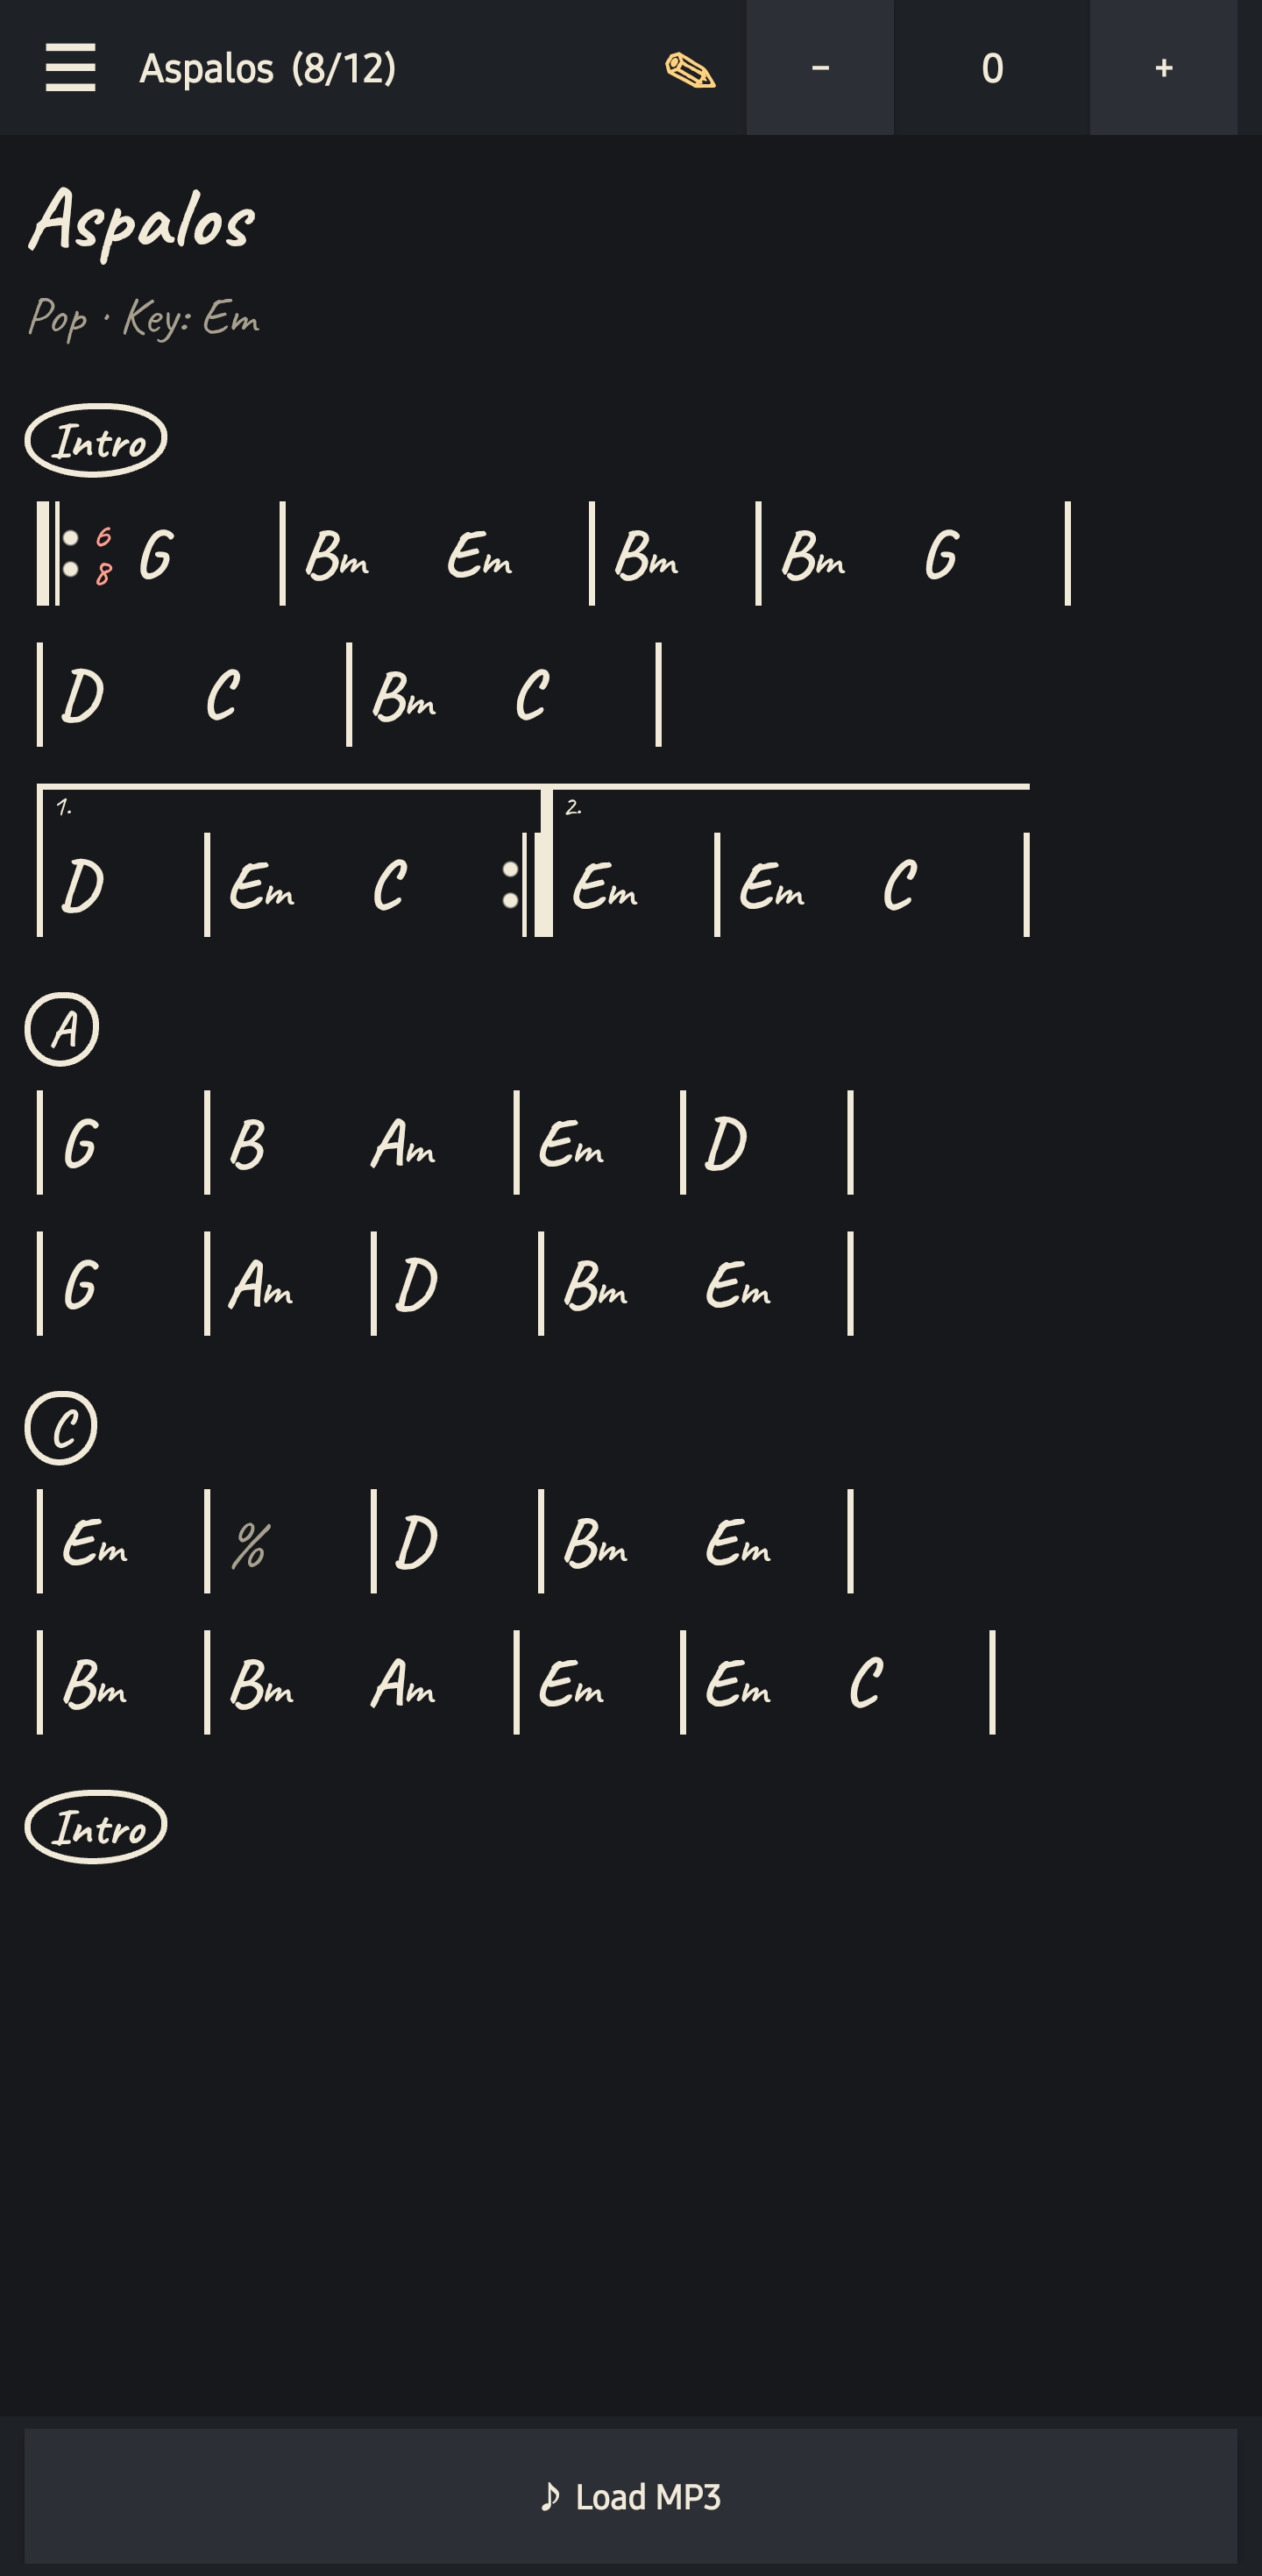 ☰ Aspalos (8/12) ✏ − 0 +
Aspalos
Pop · Key: Em
Intro
𝄆 6/8 G | Bm Em | Bm | Bm G |
| D C | Bm C |
1. 2.
| D | Em C 𝄇 Em | Em C |
A
| G | B Am | Em | D |
| G | Am | D | Bm Em |
C
| Em | % | D | Bm Em |
| Bm | Bm Am | Em | Em C |
Intro
♪ Load MP3